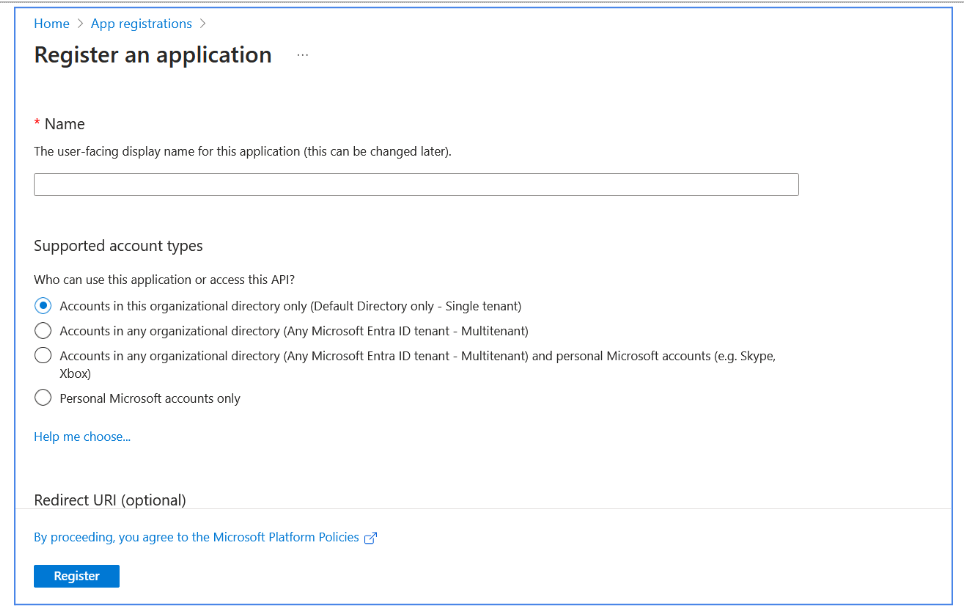 Home > App registrations >
Register an application ...
* Name
The user-facing display name for this application (this can be changed later).
Supported account types
Who can use this application or access this API?
Accounts in this organizational directory only (Default Directory only - Single tenant)
Accounts in any organizational directory (Any Microsoft Entra ID tenant - Multitenant)
Accounts in any organizational directory (Any Microsoft Entra ID tenant - Multitenant) and personal Microsoft accounts (e.g. Skype,
Xbox)
Personal Microsoft accounts only
Help me choose...
Redirect URI (optional)
By proceeding, you agree to the Microsoft Platform Policies
Register